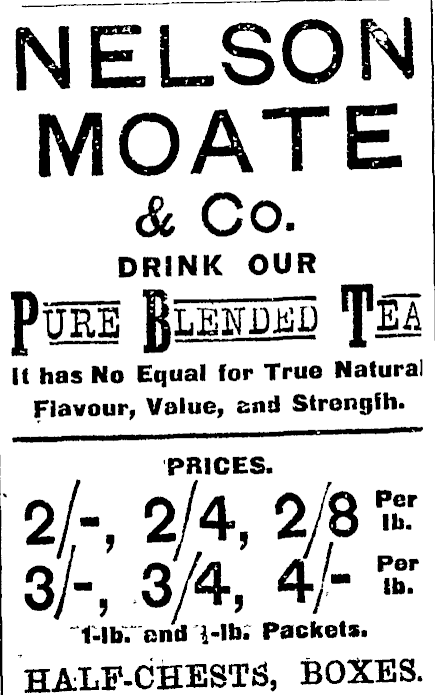 NELSON
MOATE
& Co.
DRINK OUR
PURE BLENDED TEA
It has No Equal for True Natural
Flavour, Value, and Strength.
PRICES.
2/-, 2/4, 2/8 Per lb.
3/-, 3/4, 4/- Per lb.
1-lb. and ½-lb. Packets.
HALF-CHESTS, BOXES.